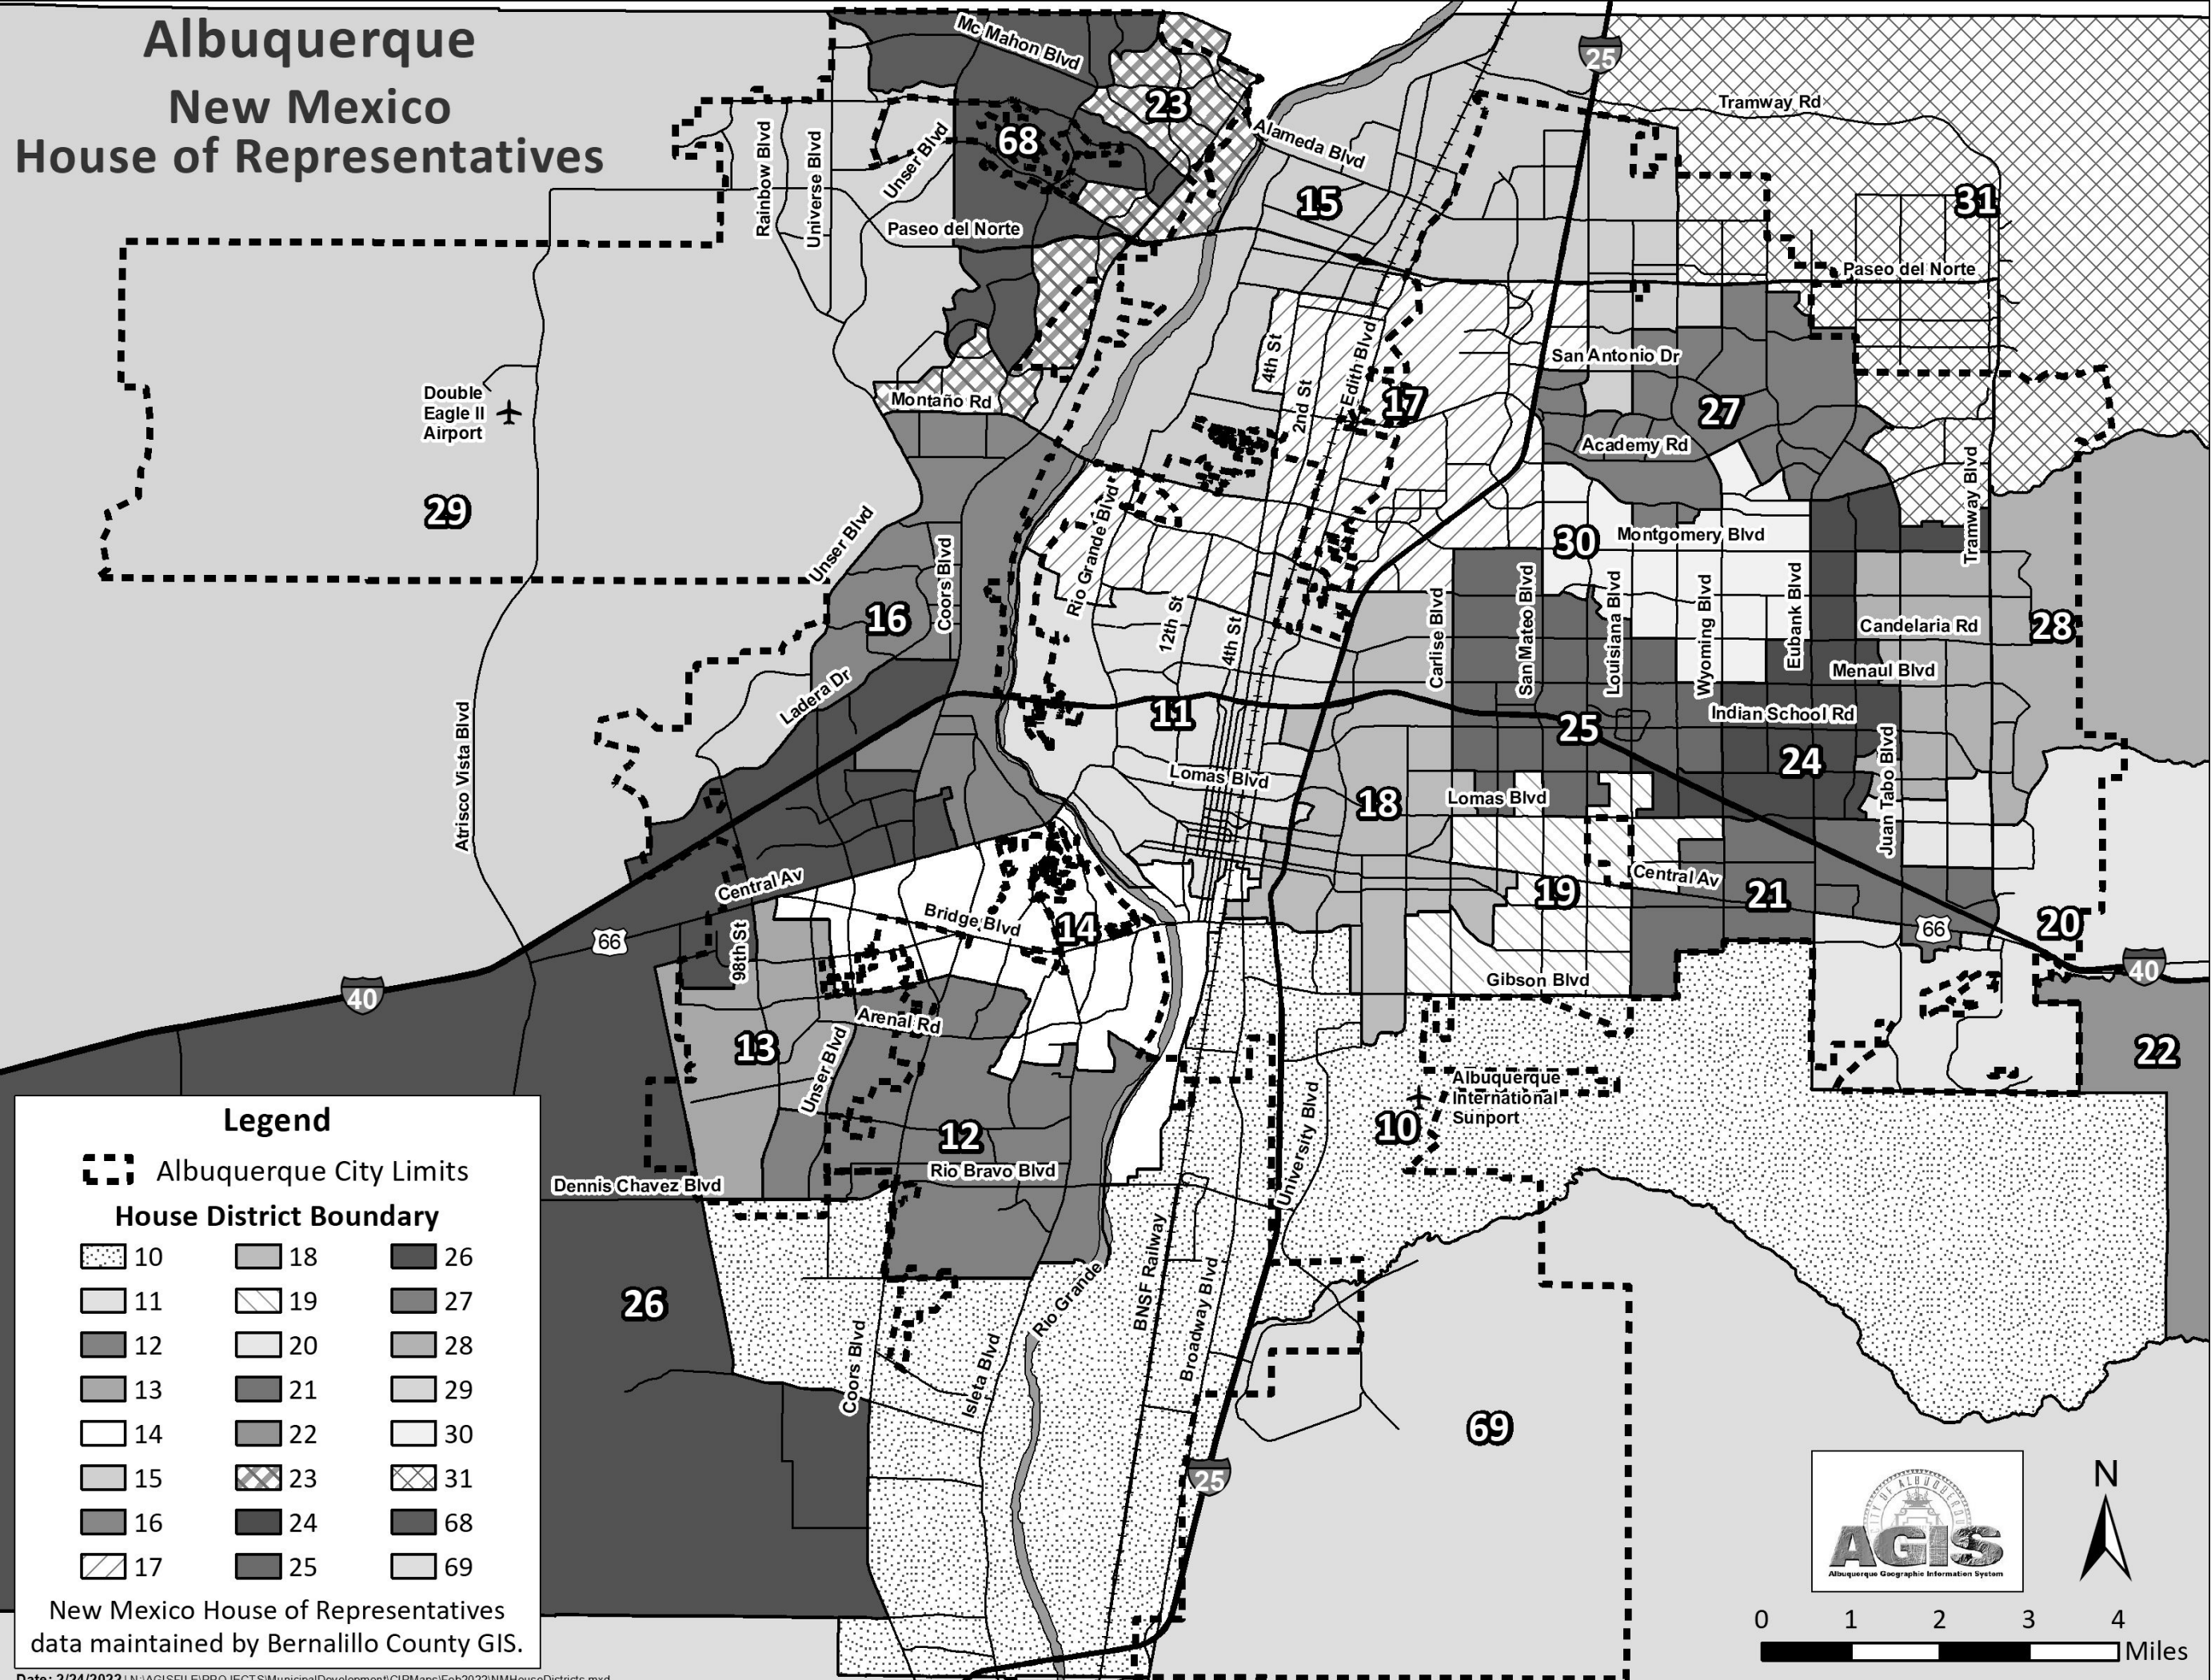 Albuquerque
New Mexico
House of Representatives
Mc Mahon Blvd
25
Tramway Rd
23
68
Alameda Blvd
Rainbow Blvd
Universe Blvd
Unser Blvd
15
31
Paseo del Norte
Paseo del Norte
4th St
2nd St
Edith Blvd
San Antonio Dr
17
27
Double
Eagle II
Airport
Montaño Rd
Academy Rd
Tramway Blvd
29
Unser Blvd
Coors Blvd
Rio Grande Blvd
30
Montgomery Blvd
16
12th St
4th St
Carlise Blvd
San Mateo Blvd
Louisiana Blvd
Wyoming Blvd
Eubank Blvd
Candelaria Rd
28
Menaul Blvd
Ladera Dr
Atrisco Vista Blvd
11
25
Indian School Rd
24
Juan Tabo Blvd
Lomas Blvd
18
Lomas Blvd
Central Av
19
Central Av
21
Bridge Blvd
14
20
66
98th St
66
40
Gibson Blvd
40
13
Unser Blvd
Arenal Rd
22
Albuquerque
International
Sunport
10
University Blvd
12
Rio Bravo Blvd
Dennis Chavez Blvd
26
Coors Blvd
Isleta Blvd
Rio Grande
BNSF Railway
Broadway Blvd
69
25
Legend
Albuquerque City Limits
House District Boundary
10 18 26
11 19 27
12 20 28
13 21 29
14 22 30
15 23 31
16 24 68
17 25 69
New Mexico House of Representatives
data maintained by Bernalillo County GIS.
CITY OF ALBUQUERQUE
AGIS
Albuquerque Geographic Information System
N
0 1 2 3 4
Miles